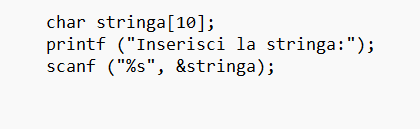 char stringa[10];
printf ("Inserisci la stringa:");
scanf ("%s", &stringa);